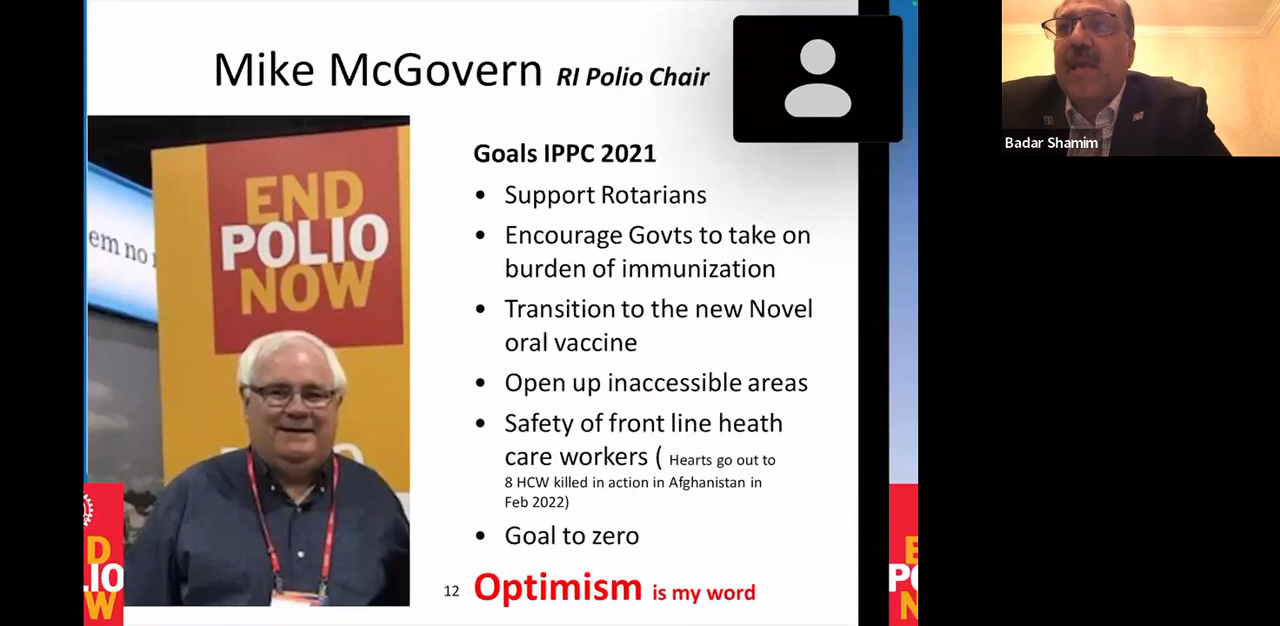 Mike McGovern RI Polio Chair
Badar Shamim
END
POLIO
NOW
em no
Goals IPPC 2021
• Support Rotarians
• Encourage Govts to take on
burden of immunization
• Transition to the new Novel
oral vaccine
• Open up inaccessible areas
• Safety of front line heath
care workers ( Hearts go out to
8 HCW killed in action in Afghanistan in
Feb 2022)
• Goal to zero
12
Optimism is my word
D
IO
W
E
P
N